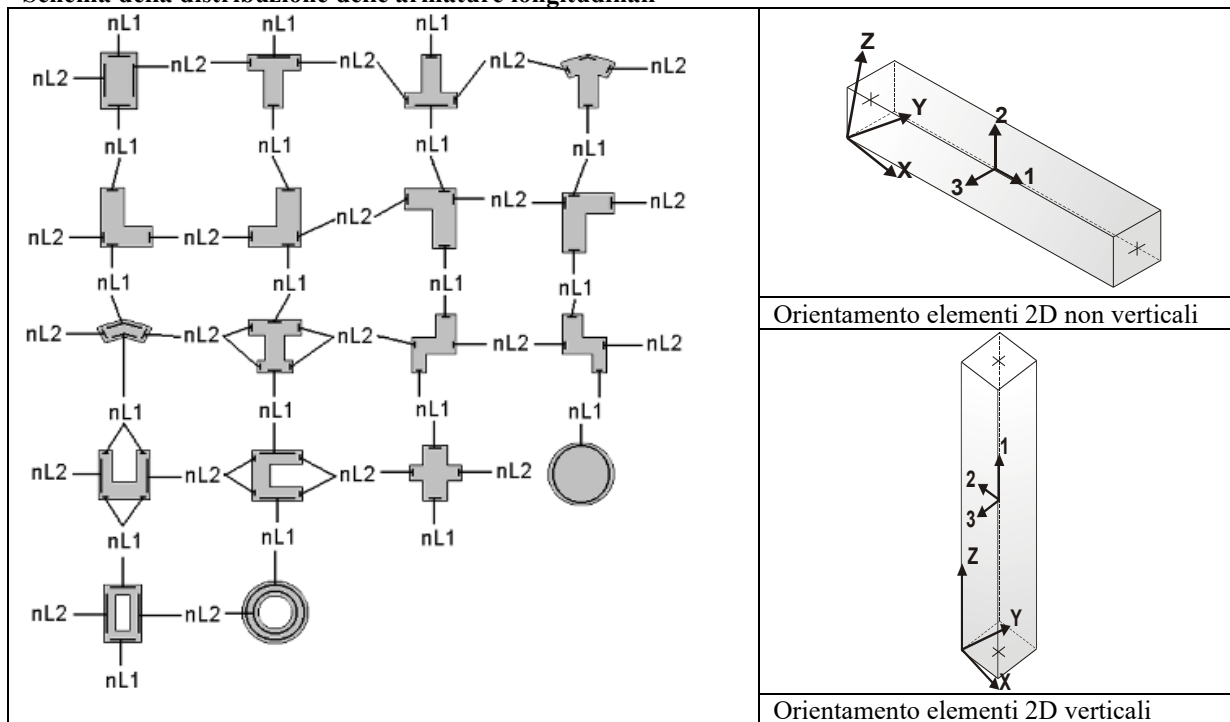 Schema della distribuzione delle armature longitudinali
nL1 nL1
nL2 nL2 nL2 nL2 nL2
nL1 nL1 nL1 nL1
nL2 nL2 nL2 nL2 nL2
nL1 nL1 nL1 nL1
nL2 nL2 nL2 nL2 nL2
nL1 nL1 nL1 nL1
nL2 nL2 nL2 nL2
nL1 nL1 nL1
nL2 nL2
nL1
Z
Y
2
X
3 1
Orientamento elementi 2D non verticali
1
2
3
Z
Y
X
Orientamento elementi 2D verticali